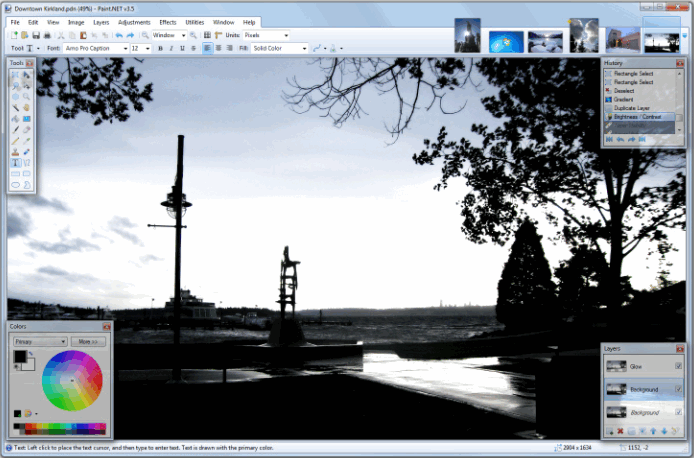 Downtown Kirkland.pdn (49%) - Paint.NET v3.5
File Edit View Image Layers Adjustments Effects Utilities Window Help
Window Units: Pixels
Tool: Font: Arno Pro Caption 12 B I U S Fill: Solid Color
Tools
History
Rectangle Select
Rectangle Select
Deselect
Gradient
Duplicate Layer
Brightness / Contrast
Colors
Primary More >>
Layers
Glow
Background
Background
Text: Left click to place the text cursor, and then type to enter text. Text is drawn with the primary color.
2904 x 1634
1152, -2